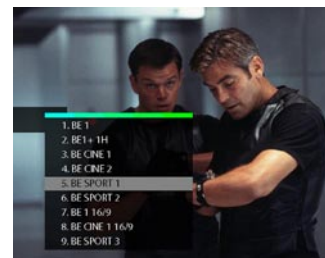 1. BE 1
2. BE1+ 1H
3. BE CINE 1
4. BE CINE 2
5. BE SPORT 1
6. BE SPORT 2
7. BE 1 16/9
8. BE CINE 1 16/9
9. BE SPORT 3